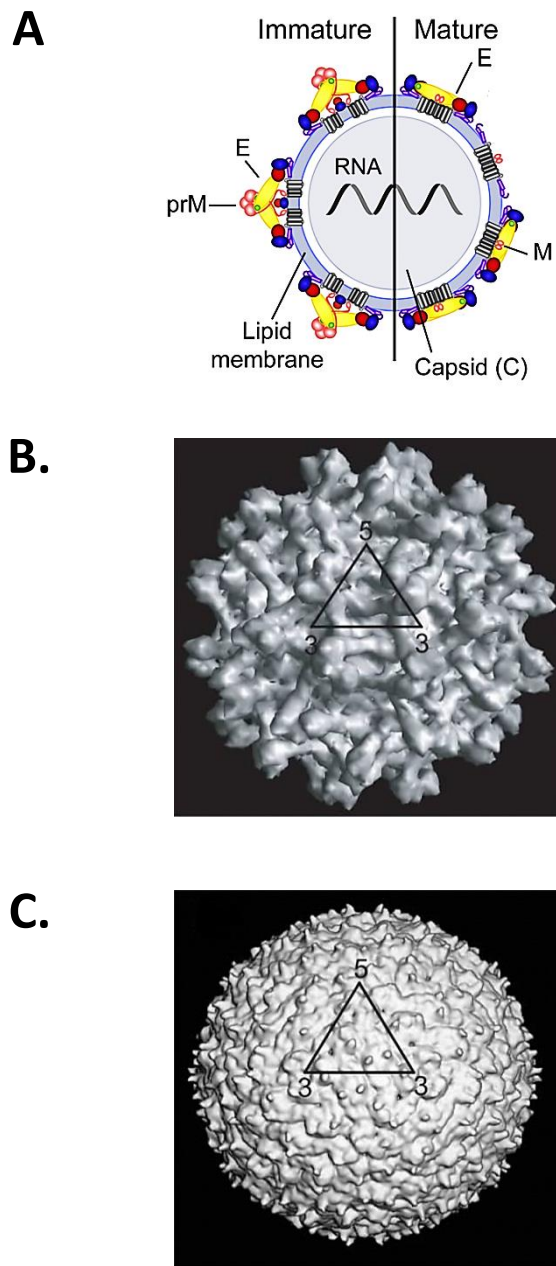 A
Immature
Mature
E
E
RNA
prM
M
Lipid
membrane
Capsid (C)
B.
5
3
3
C.
5
3
3